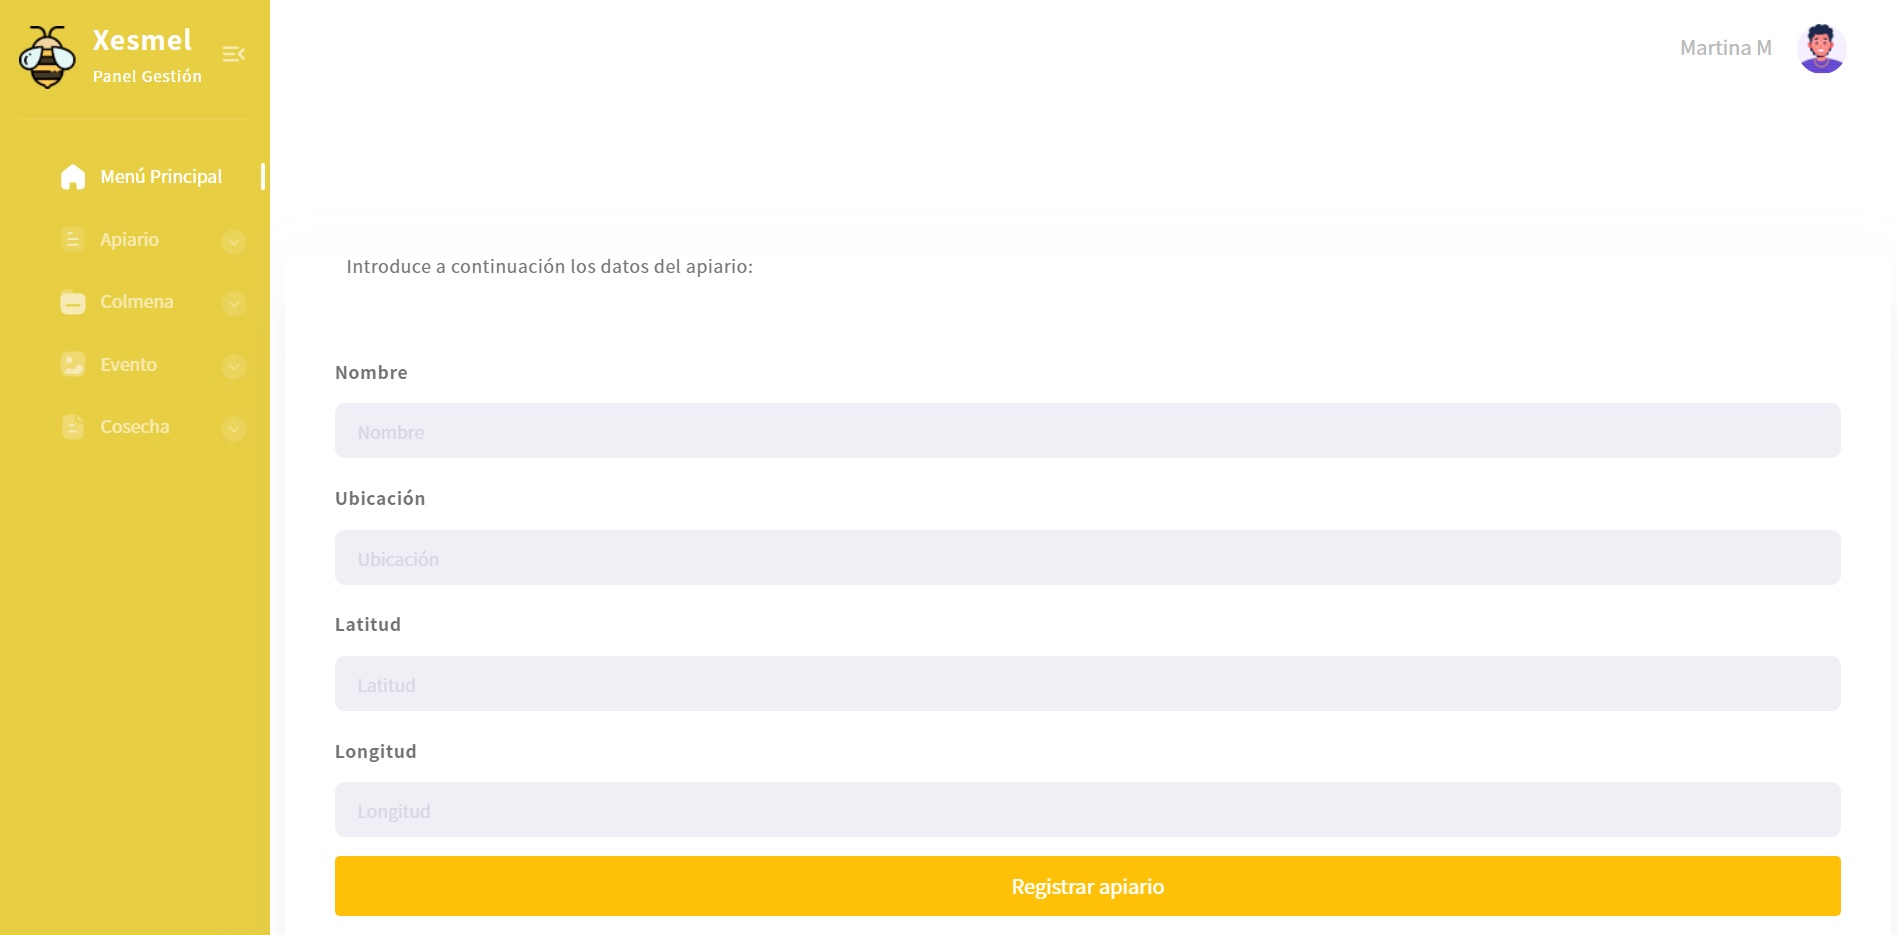 Xesmel
Panel Gestión
Martina M
Menú Principal
Apiario
Colmena
Evento
Cosecha
Introduce a continuación los datos del apiario:
Nombre
Nombre
Ubicación
Ubicación
Latitud
Latitud
Longitud
Longitud
Registrar apiario